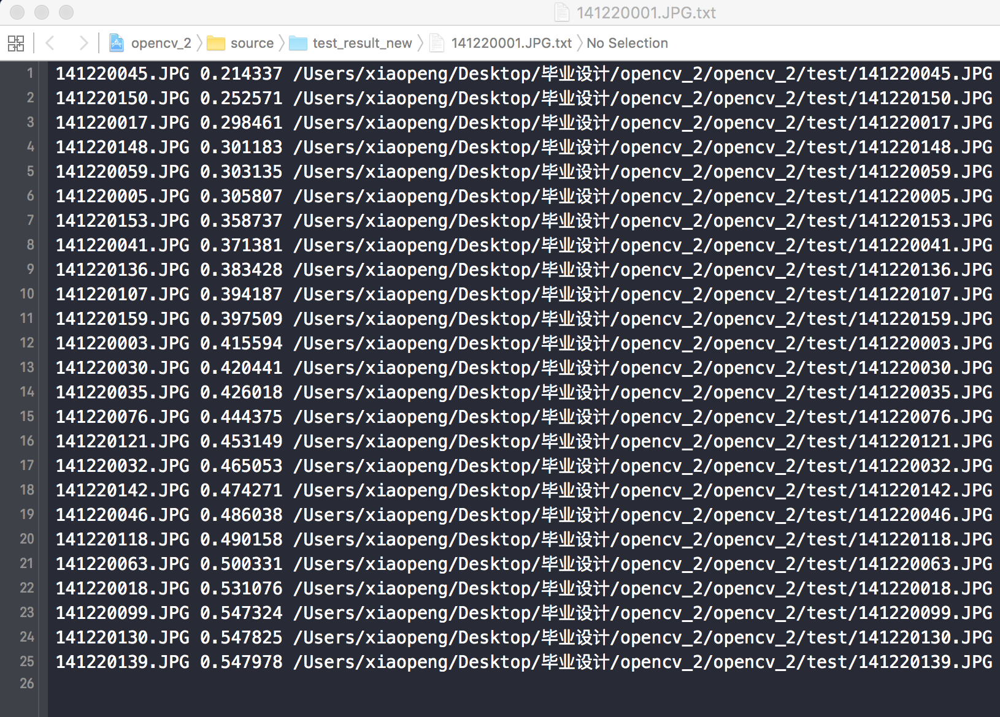 141220001.JPG.txt
opencv_2 source test_result_new 141220001.JPG.txt No Selection
1 141220045.JPG 0.214337 /Users/xiaopeng/Desktop/毕业设计/opencv_2/opencv_2/test/141220045.JPG
2 141220150.JPG 0.252571 /Users/xiaopeng/Desktop/毕业设计/opencv_2/opencv_2/test/141220150.JPG
3 141220017.JPG 0.298461 /Users/xiaopeng/Desktop/毕业设计/opencv_2/opencv_2/test/141220017.JPG
4 141220148.JPG 0.301183 /Users/xiaopeng/Desktop/毕业设计/opencv_2/opencv_2/test/141220148.JPG
5 141220059.JPG 0.303135 /Users/xiaopeng/Desktop/毕业设计/opencv_2/opencv_2/test/141220059.JPG
6 141220005.JPG 0.305807 /Users/xiaopeng/Desktop/毕业设计/opencv_2/opencv_2/test/141220005.JPG
7 141220153.JPG 0.358737 /Users/xiaopeng/Desktop/毕业设计/opencv_2/opencv_2/test/141220153.JPG
8 141220041.JPG 0.371381 /Users/xiaopeng/Desktop/毕业设计/opencv_2/opencv_2/test/141220041.JPG
9 141220136.JPG 0.383428 /Users/xiaopeng/Desktop/毕业设计/opencv_2/opencv_2/test/141220136.JPG
10 141220107.JPG 0.394187 /Users/xiaopeng/Desktop/毕业设计/opencv_2/opencv_2/test/141220107.JPG
11 141220159.JPG 0.397509 /Users/xiaopeng/Desktop/毕业设计/opencv_2/opencv_2/test/141220159.JPG
12 141220003.JPG 0.415594 /Users/xiaopeng/Desktop/毕业设计/opencv_2/opencv_2/test/141220003.JPG
13 141220030.JPG 0.420441 /Users/xiaopeng/Desktop/毕业设计/opencv_2/opencv_2/test/141220030.JPG
14 141220035.JPG 0.426018 /Users/xiaopeng/Desktop/毕业设计/opencv_2/opencv_2/test/141220035.JPG
15 141220076.JPG 0.444375 /Users/xiaopeng/Desktop/毕业设计/opencv_2/opencv_2/test/141220076.JPG
16 141220121.JPG 0.453149 /Users/xiaopeng/Desktop/毕业设计/opencv_2/opencv_2/test/141220121.JPG
17 141220032.JPG 0.465053 /Users/xiaopeng/Desktop/毕业设计/opencv_2/opencv_2/test/141220032.JPG
18 141220142.JPG 0.474271 /Users/xiaopeng/Desktop/毕业设计/opencv_2/opencv_2/test/141220142.JPG
19 141220046.JPG 0.486038 /Users/xiaopeng/Desktop/毕业设计/opencv_2/opencv_2/test/141220046.JPG
20 141220118.JPG 0.490158 /Users/xiaopeng/Desktop/毕业设计/opencv_2/opencv_2/test/141220118.JPG
21 141220063.JPG 0.500331 /Users/xiaopeng/Desktop/毕业设计/opencv_2/opencv_2/test/141220063.JPG
22 141220018.JPG 0.531076 /Users/xiaopeng/Desktop/毕业设计/opencv_2/opencv_2/test/141220018.JPG
23 141220099.JPG 0.547324 /Users/xiaopeng/Desktop/毕业设计/opencv_2/opencv_2/test/141220099.JPG
24 141220130.JPG 0.547825 /Users/xiaopeng/Desktop/毕业设计/opencv_2/opencv_2/test/141220130.JPG
25 141220139.JPG 0.547978 /Users/xiaopeng/Desktop/毕业设计/opencv_2/opencv_2/test/141220139.JPG
26